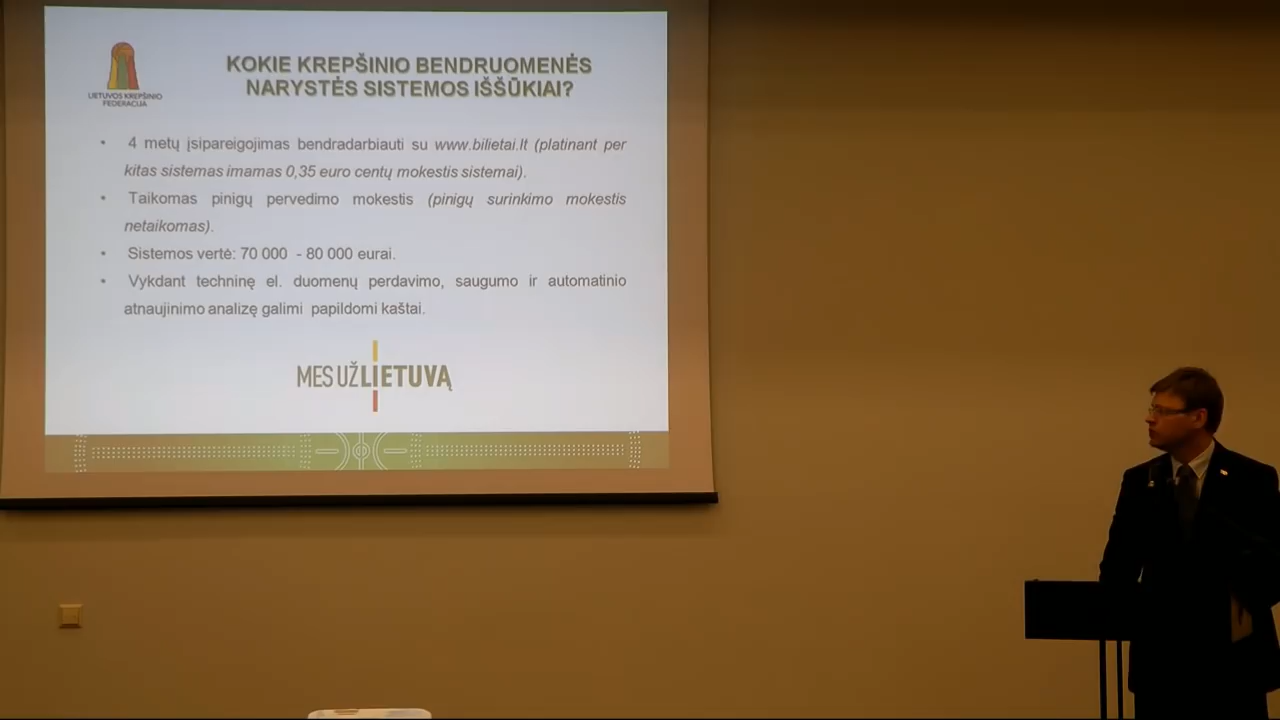 LIETUVOS KREPŠINIO
FEDERACIJA
KOKIE KREPŠINIO BENDRUOMENĖS
NARYSTĖS SISTEMOS IŠŠŪKIAI?
• 4 metų įsipareigojimas bendradarbiauti su www.bilietai.lt (platinant per
kitas sistemas imamas 0,35 euro centų mokestis sistemai).
• Taikomas pinigų pervedimo mokestis (pinigų surinkimo mokestis
netaikomas).
• Sistemos vertė: 70 000 - 80 000 eurai.
• Vykdant techninę el. duomenų perdavimo, saugumo ir automatinio
atnaujinimo analizę galimi papildomi kaštai.
MES UŽ LIETUVĄ